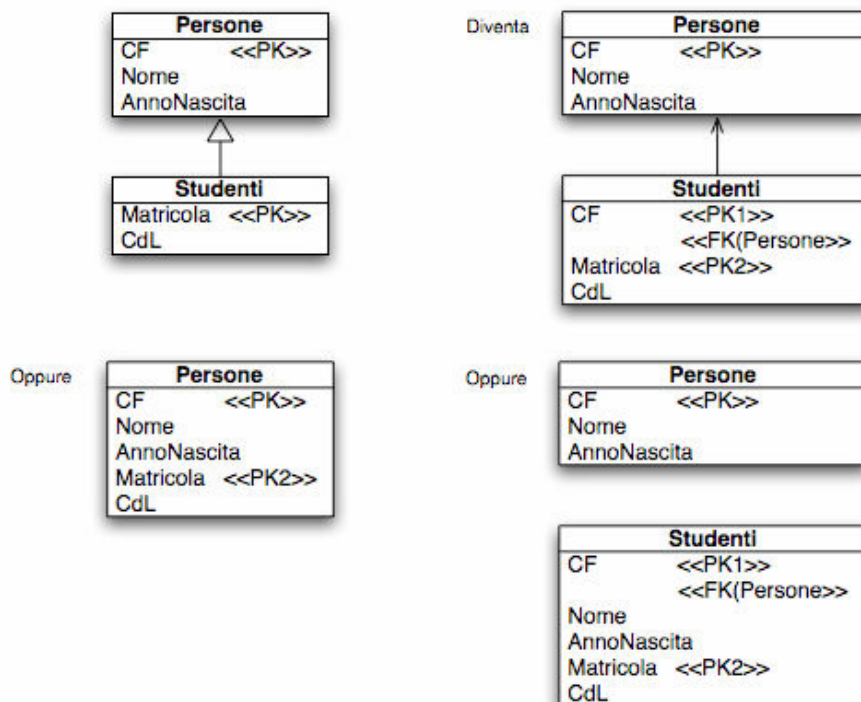 Persone
CF <<PK>>
Nome
AnnoNascita
Studenti
Matricola <<PK>>
CdL
Diventa
Persone
CF <<PK>>
Nome
AnnoNascita
Studenti
CF <<PK1>>
<<FK(Persone>>
Matricola <<PK2>>
CdL
Oppure
Persone
CF <<PK>>
Nome
AnnoNascita
Matricola <<PK2>>
CdL
Oppure
Persone
CF <<PK>>
Nome
AnnoNascita
Studenti
CF <<PK1>>
<<FK(Persone>>
Nome
AnnoNascita
Matricola <<PK2>>
CdL